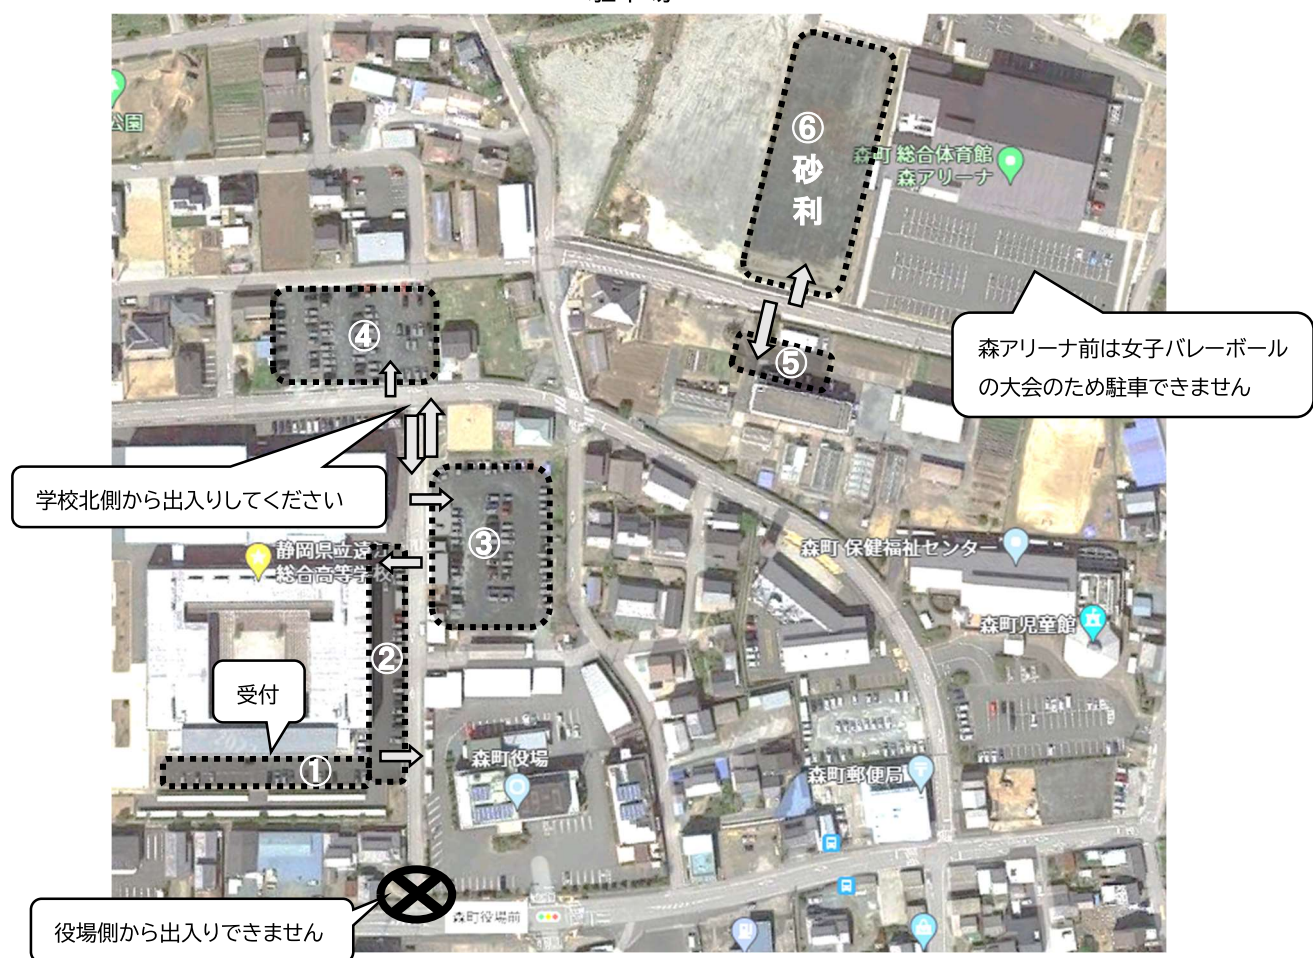 公園
⑥
砂
利
森町 総合体育館
森アリーナ
④
⑤
森アリーナ前は女子バレーボール
の大会のため駐車できません
学校北側から出入りしてください
③
静岡県立遠江
総合高等学校
森町 保健福祉センター
森町児童館
②
受付
①
森町役場
森町郵便局
役場側から出入りできません
森町役場前